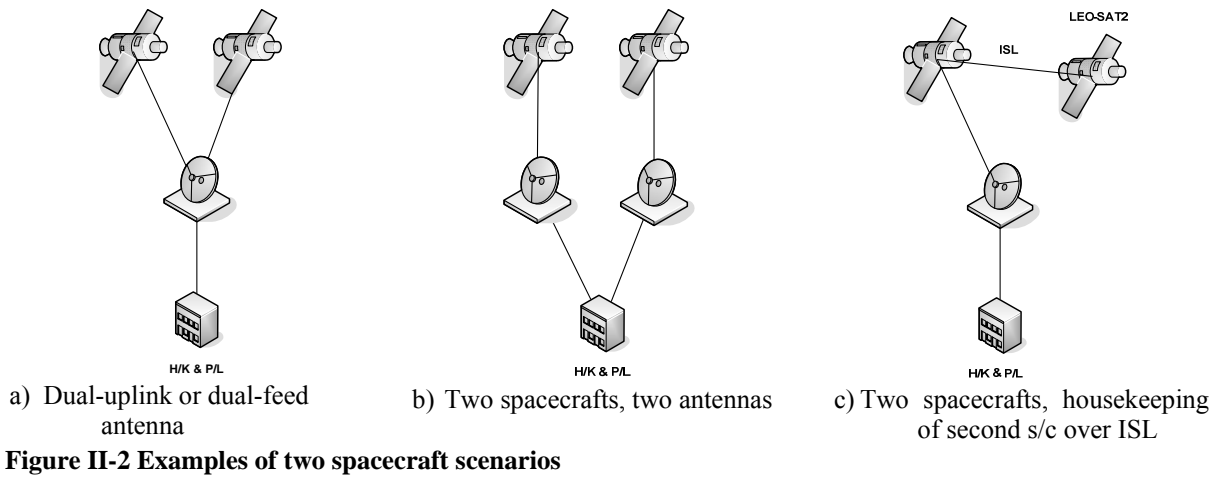 LEO-SAT2
ISL
H/K & P/L
a) Dual-uplink or dual-feed
antenna
H/K & P/L
b) Two spacecrafts, two antennas
H/K & P/L
c) Two spacecrafts, housekeeping
of second s/c over ISL
Figure II-2 Examples of two spacecraft scenarios